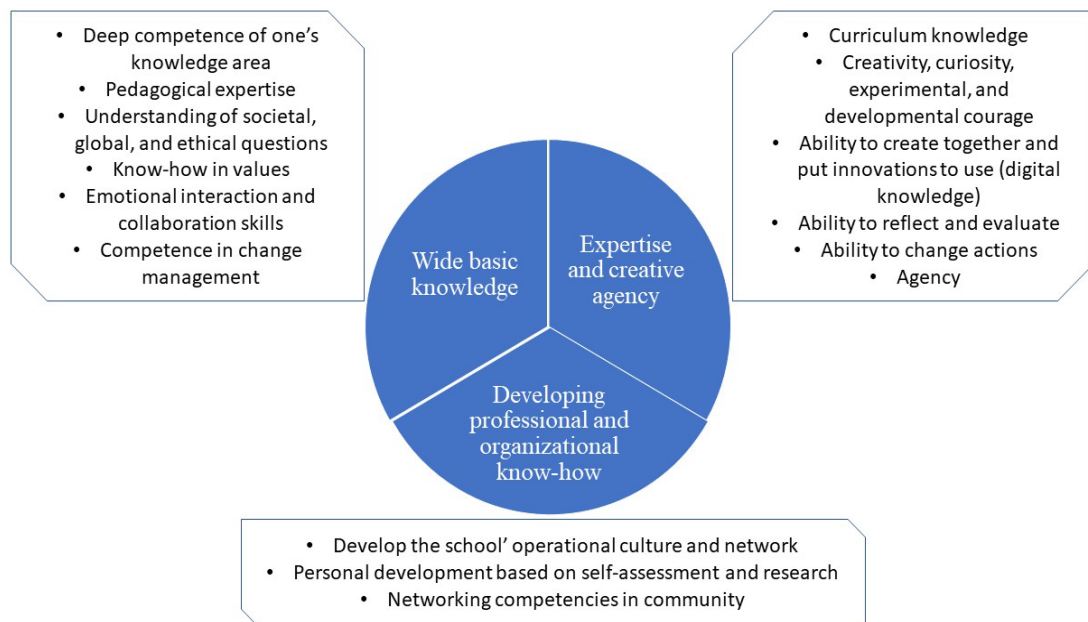 • Deep competence of one’s
knowledge area
• Pedagogical expertise
• Understanding of societal,
global, and ethical questions
• Know-how in values
• Emotional interaction and
collaboration skills
• Competence in change
management
• Curriculum knowledge
• Creativity, curiosity,
experimental, and
developmental courage
• Ability to create together and
put innovations to use (digital
knowledge)
• Ability to reflect and evaluate
• Ability to change actions
• Agency
Wide basic
knowledge
Expertise
and creative
agency
Developing
professional and
organizational
know-how
• Develop the school’ operational culture and network
• Personal development based on self-assessment and research
• Networking competencies in community